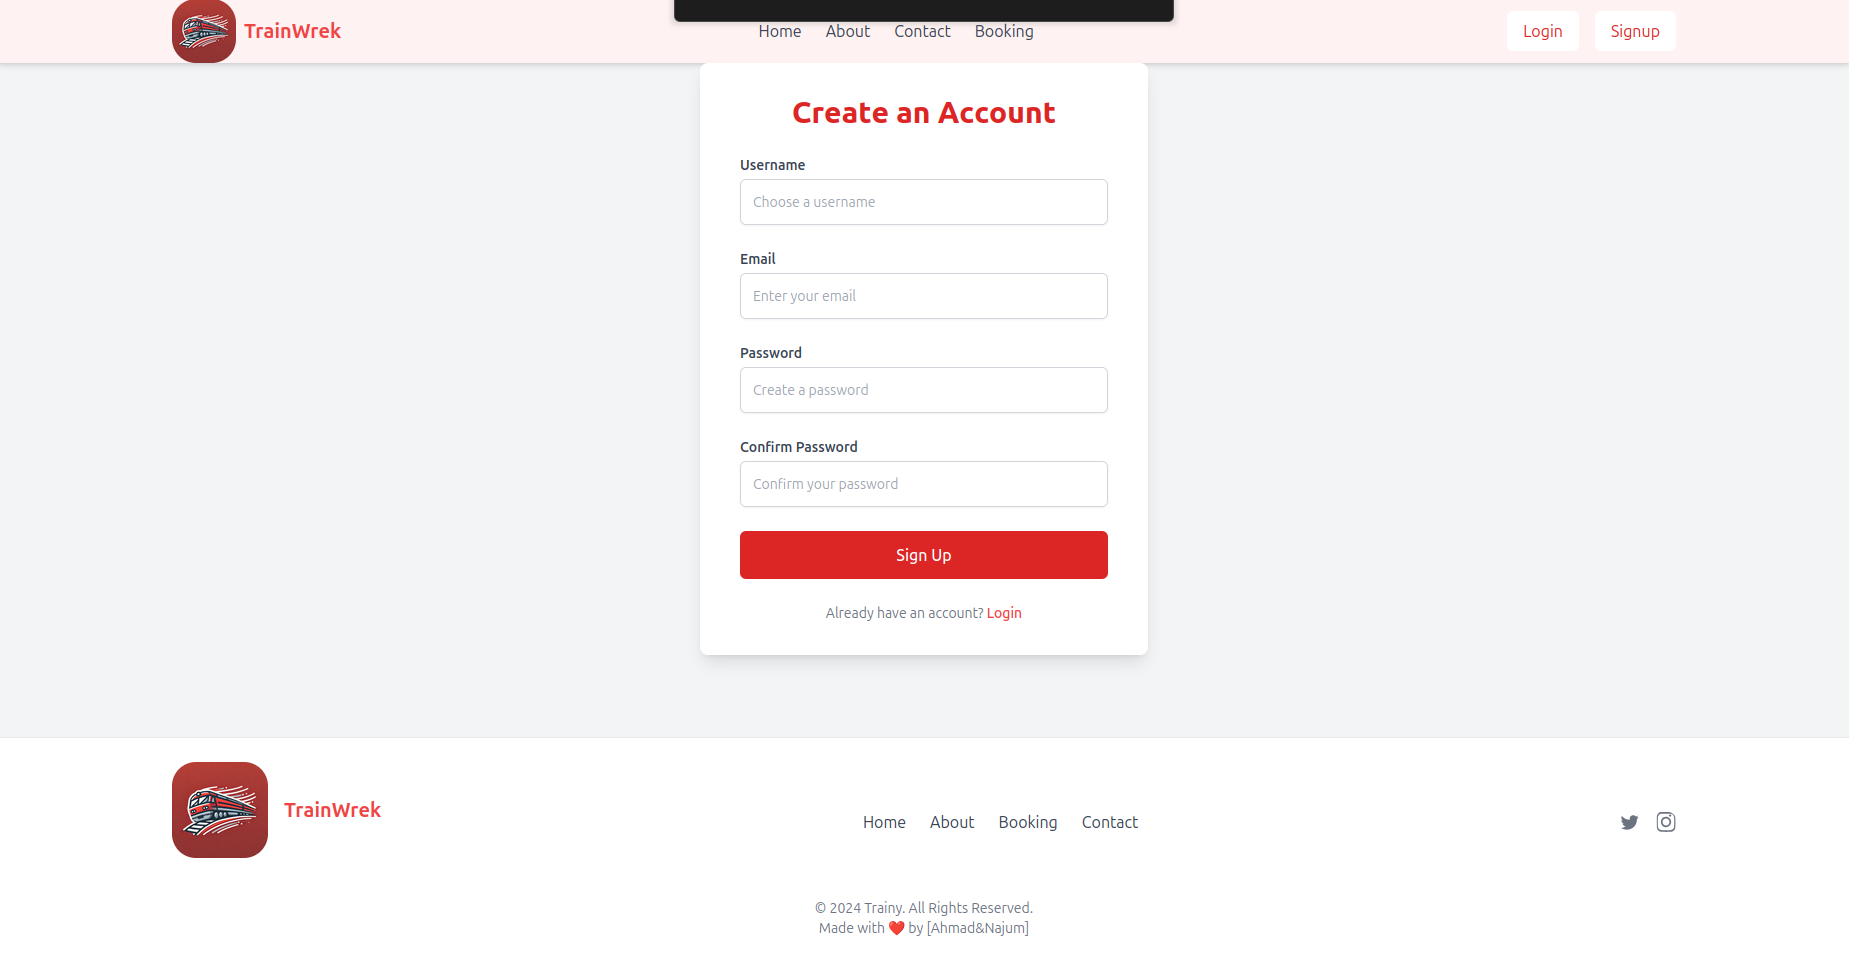 TrainWrek
Home About Contact Booking
Login Signup
Create an Account
Username
Choose a username
Email
Enter your email
Password
Create a password
Confirm Password
Confirm your password
Sign Up
Already have an account? Login
TrainWrek
Home About Booking Contact
© 2024 Trainy. All Rights Reserved.
Made with ❤️ by [Ahmad&Najum]